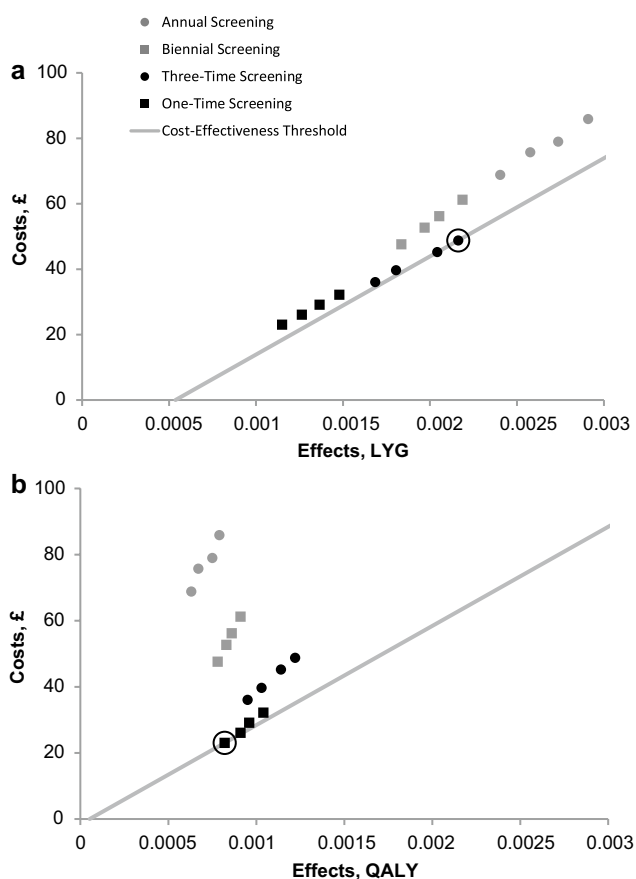 Annual Screening
Biennial Screening
Three-Time Screening
One-Time Screening
Cost-Effectiveness Threshold
a
100
80
60
40
20
0
Costs, £
0 0.0005 0.001 0.0015 0.002 0.0025 0.003
Effects, LYG
b
100
80
60
40
20
0
Costs, £
0 0.0005 0.001 0.0015 0.002 0.0025 0.003
Effects, QALY